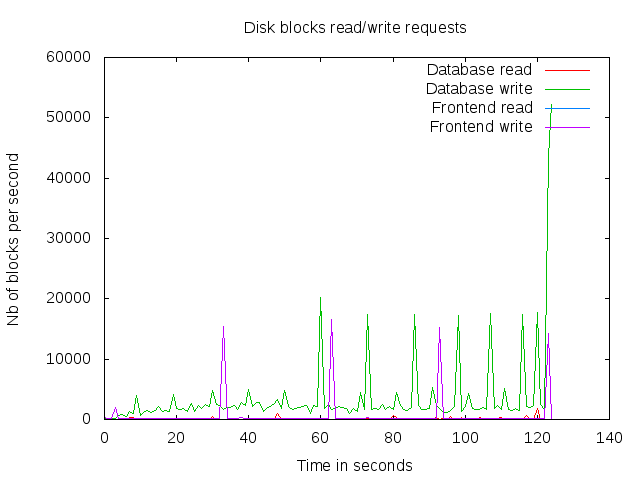 Disk blocks read/write requests
60000
50000
40000
30000
20000
10000
0
Nb of blocks per second
Database read
Database write
Frontend read
Frontend write
0 20 40 60 80 100 120 140
Time in seconds